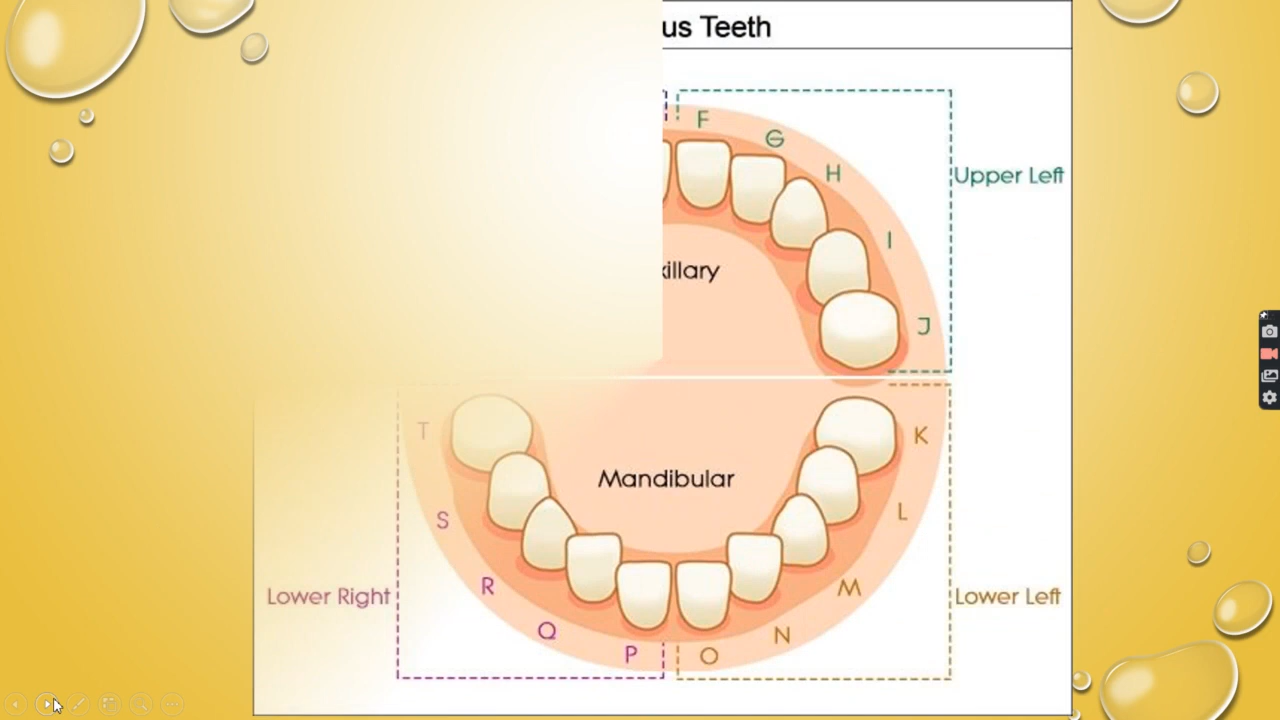 us Teeth
F
G
H
Upper Left
I
xillary
J
T
K
Mandibular
S
L
R
M
Lower Right
Lower Left
Q
N
P
O